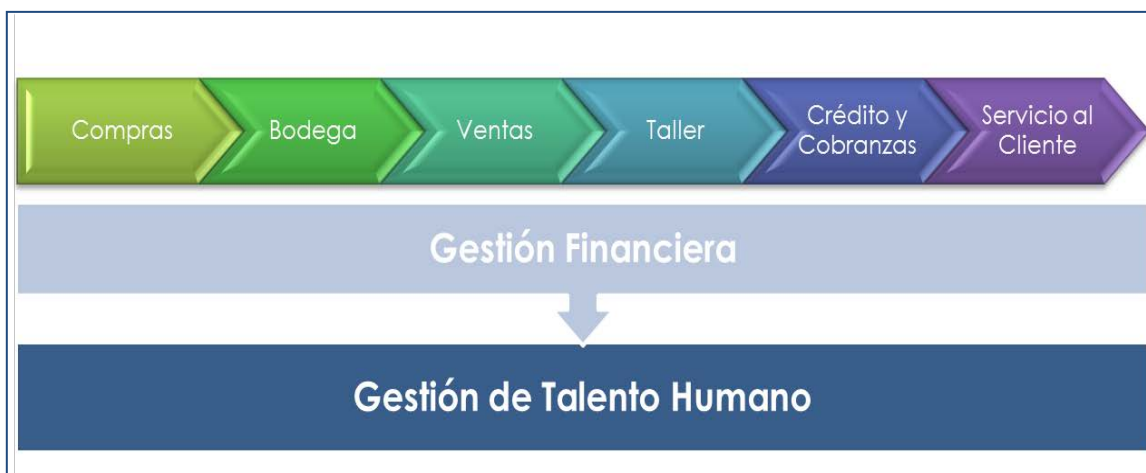 Compras
Bodega
Ventas
Taller
Crédito y
Cobranzas
Servicio al
Cliente
Gestión Financiera
Gestión de Talento Humano